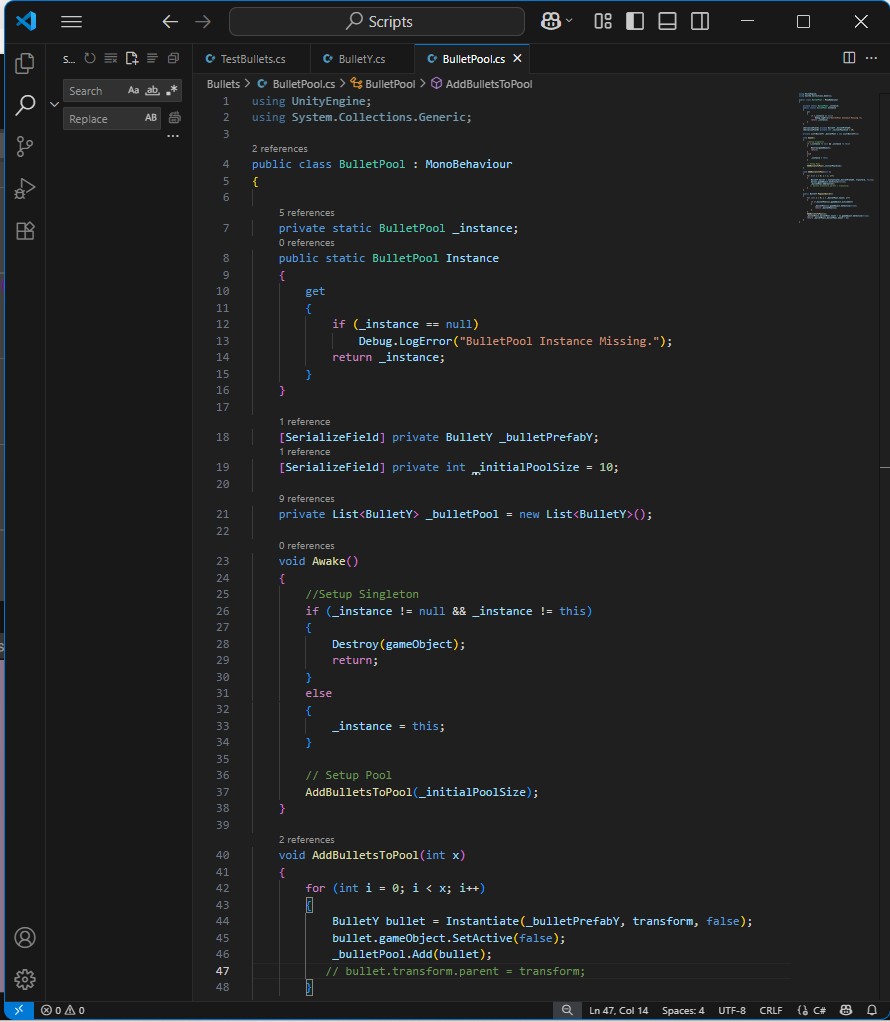 Scripts
S...
TestBullets.cs
BulletY.cs
BulletPool.cs
Search
Aa
ab
Replace
AB
...
Bullets > BulletPool.cs > BulletPool > AddBulletsToPool
1 using UnityEngine;
2 using System.Collections.Generic;
3
2 references
4 public class BulletPool : MonoBehaviour
5 {
6
5 references
7 private static BulletPool _instance;
0 references
8 public static BulletPool Instance
9 {
10 get
11 {
12 if (_instance == null)
13 Debug.LogError("BulletPool Instance Missing.");
14 return _instance;
15 }
16 }
17
1 reference
18 [SerializeField] private BulletY _bulletPrefabY;
1 reference
19 [SerializeField] private int _initialPoolSize = 10;
20
9 references
21 private List<BulletY> _bulletPool = new List<BulletY>();
22
0 references
23 void Awake()
24 {
25 //Setup Singleton
26 if (_instance != null && _instance != this)
27 {
28 Destroy(gameObject);
29 return;
30 }
31 else
32 {
33 _instance = this;
34 }
35
36 // Setup Pool
37 AddBulletsToPool(_initialPoolSize);
38 }
39
2 references
40 void AddBulletsToPool(int x)
41 {
42 for (int i = 0; i < x; i++)
43 {
44 BulletY bullet = Instantiate(_bulletPrefabY, transform, false);
45 bullet.gameObject.SetActive(false);
46 _bulletPool.Add(bullet);
47 // bullet.transform.parent = transform;
48 }
0 0
Ln 47, Col 14
Spaces: 4
UTF-8
CRLF
{} C#